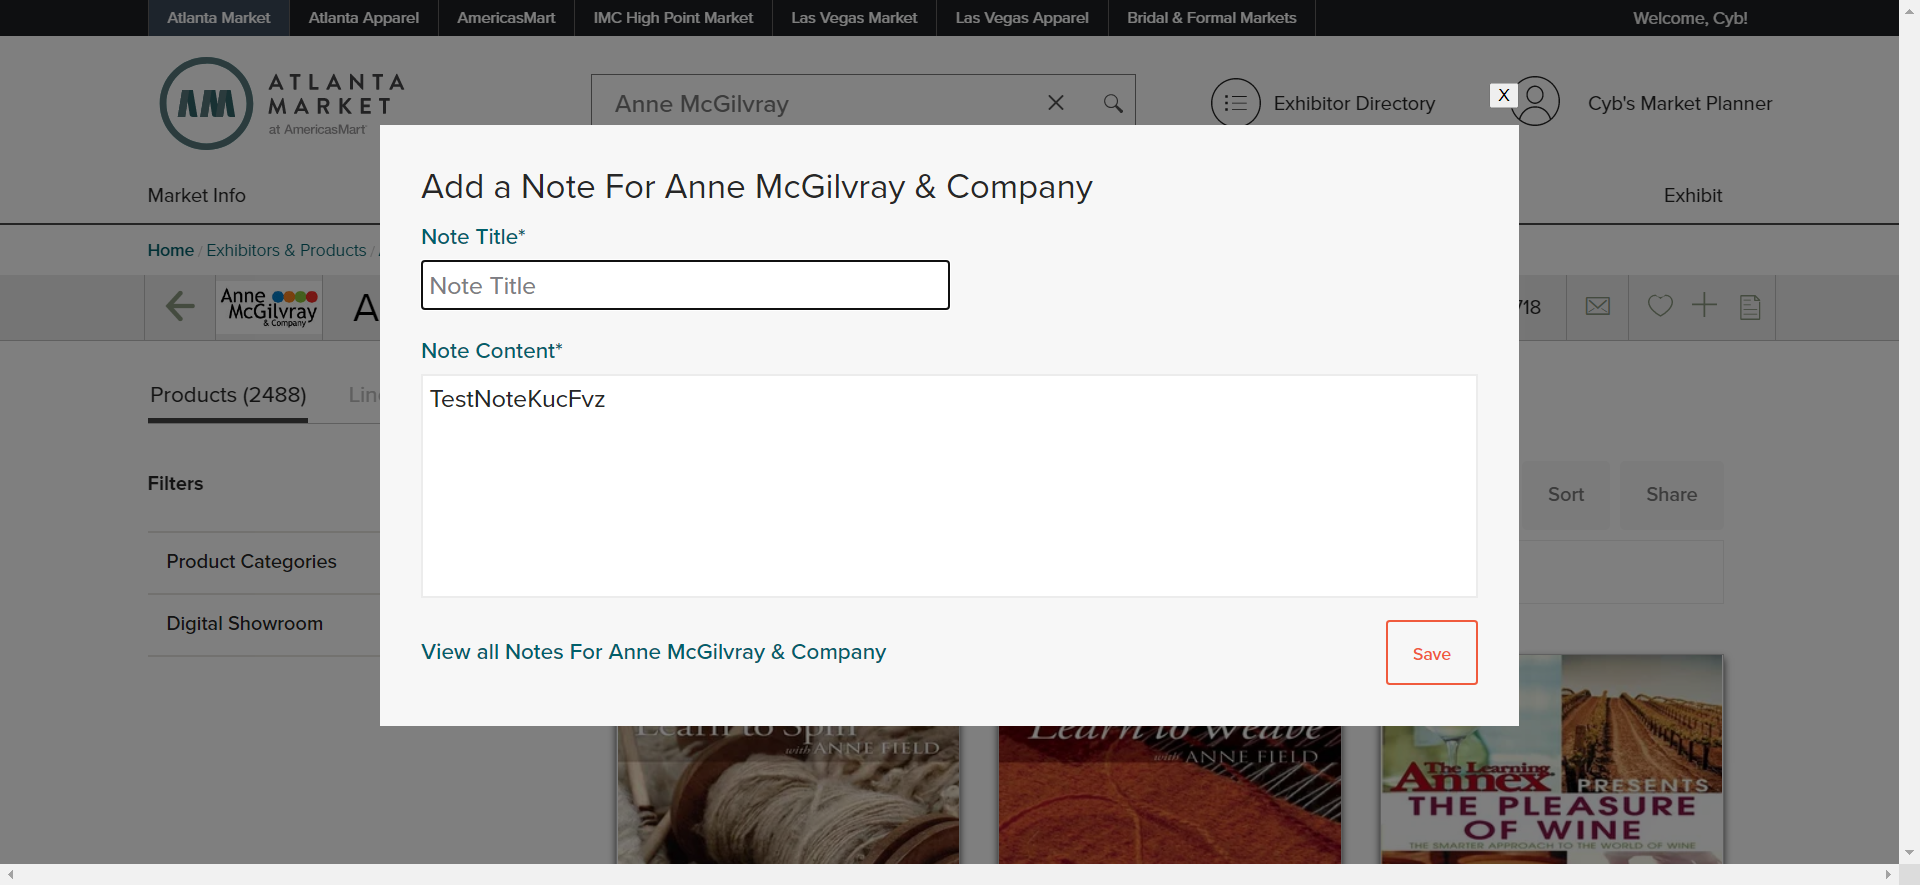 Atlanta Market
Atlanta Apparel
AmericasMart
IMC High Point Market
Las Vegas Market
Las Vegas Apparel
Bridal & Formal Markets
Welcome, Cyb!
AM
ATLANTA
MARKET
at AmericasMart
Anne McGilvray
Exhibitor Directory
X
Cyb's Market Planner
Market Info
Exhibit
Home / Exhibitors & Products /
Anne
McGilvray
& Company
A
718
Add a Note For Anne McGilvray & Company
Note Title*
Note Title
Note Content*
TestNoteKucFvz
View all Notes For Anne McGilvray & Company
Save
Products (2488)
Filters
Sort
Share
Product Categories
Digital Showroom
Learn to Spin
with ANNE FIELD
Learn to Weave
with ANNE FIELD
The Learning
Annex
PRESENTS
THE PLEASURE
OF WINE
THE SMARTER APPROACH TO THE WORLD OF WINE